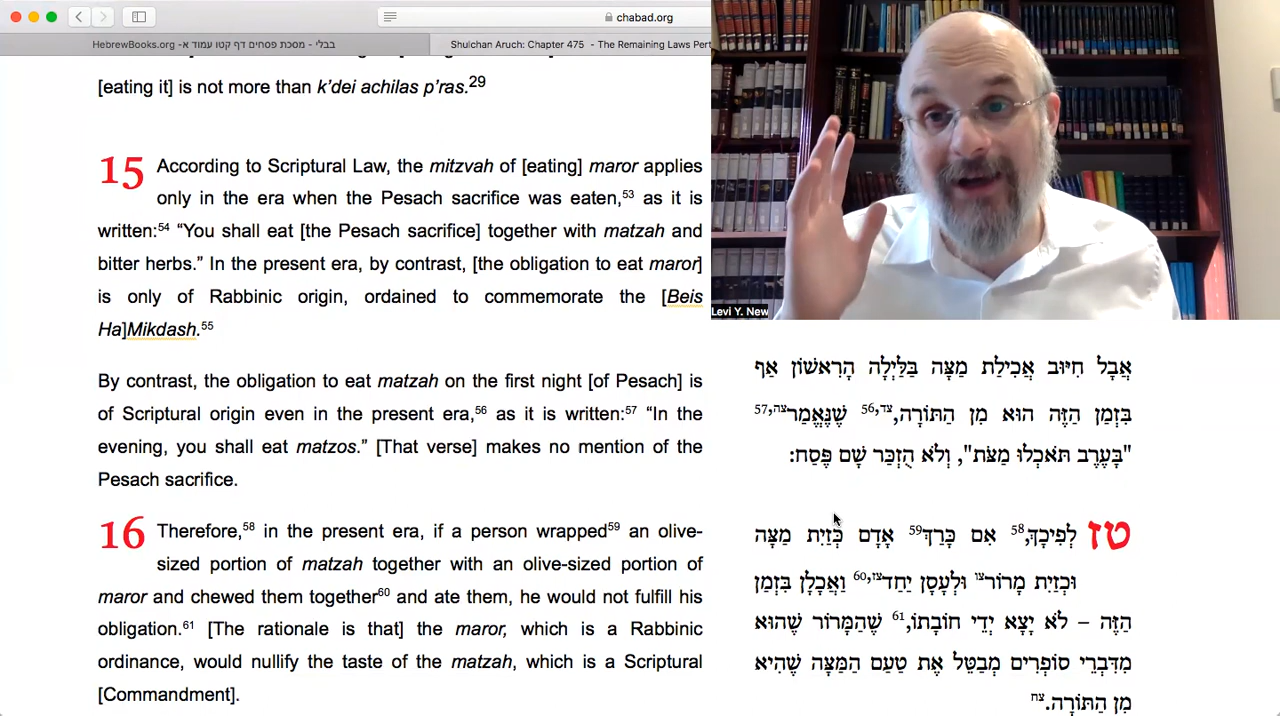 chabad.org
HebrewBooks.org - בבלי - מסכת פסחים דף קטו עמוד א
Shulchan Aruch: Chapter 475 - The Remaining Laws Pert
[eating it] is not more than k’dei achilas p’ras.29
15 According to Scriptural Law, the mitzvah of [eating] maror applies
only in the era when the Pesach sacrifice was eaten,53 as it is
written:54 “You shall eat [the Pesach sacrifice] together with matzah and
bitter herbs.” In the present era, by contrast, [the obligation to eat maror]
is only of Rabbinic origin, ordained to commemorate the [Beis
Ha]Mikdash.55
By contrast, the obligation to eat matzah on the first night [of Pesach] is
of Scriptural origin even in the present era,56 as it is written:57 “In the
evening, you shall eat matzos.” [That verse] makes no mention of the
Pesach sacrifice.
16 Therefore,58 in the present era, if a person wrapped59 an olive-
sized portion of matzah together with an olive-sized portion of
maror and chewed them together60 and ate them, he would not fulfill his
obligation.61 [The rationale is that] the maror, which is a Rabbinic
ordinance, would nullify the taste of the matzah, which is a Scriptural
[Commandment].
Levi Y. New
אֲבָל חִיּוּב אֲכִילַת מַצָּה בַּלַּיְלָה הָרִאשׁוֹן אַף
בִּזְמַן הַזֶּה הוּא מִן הַתּוֹרָה,צד,56 שֶׁנֶּאֱמַרצה,57
"בָּעֶרֶב תֹּאכְלוּ מַצֹּת", וְלֹא הֻזְכַּר שָׁם פֶּסַח:
טז לְפִיכָךְ,58 אִם כָּרַךְ59 אָדָם כְּזַיִת מַצָּה
וּכְזַיִת מָרוֹרצו וּלְעָסָן יַחַדצז,60 וַאֲכָלָן בִּזְמַן
הַזֶּה – לֹא יָצָא יְדֵי חוֹבָתוֹ,61 שֶׁהַמָּרוֹר שֶׁהוּא
מִדִּבְרֵי סוֹפְרִים מְבַטֵּל אֶת טַעַם הַמַּצָּה שֶׁהִיא
מִן הַתּוֹרָה.צח